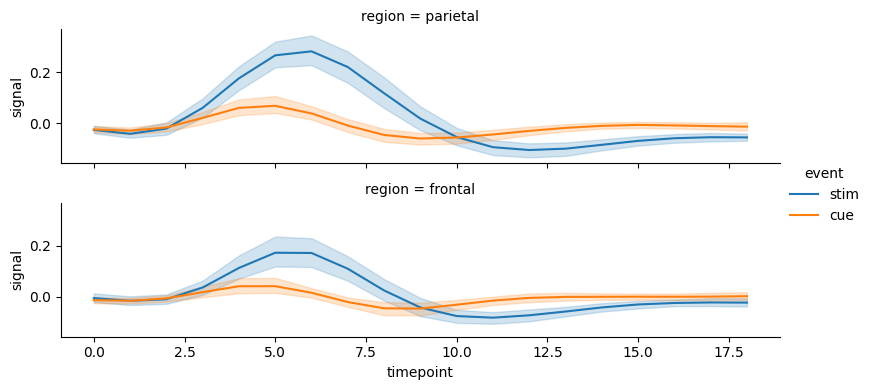 region = parietal
signal
0.2
0.0
region = frontal
signal
0.2
0.0
0.0 2.5 5.0 7.5 10.0 12.5 15.0 17.5
timepoint
event
stim
cue